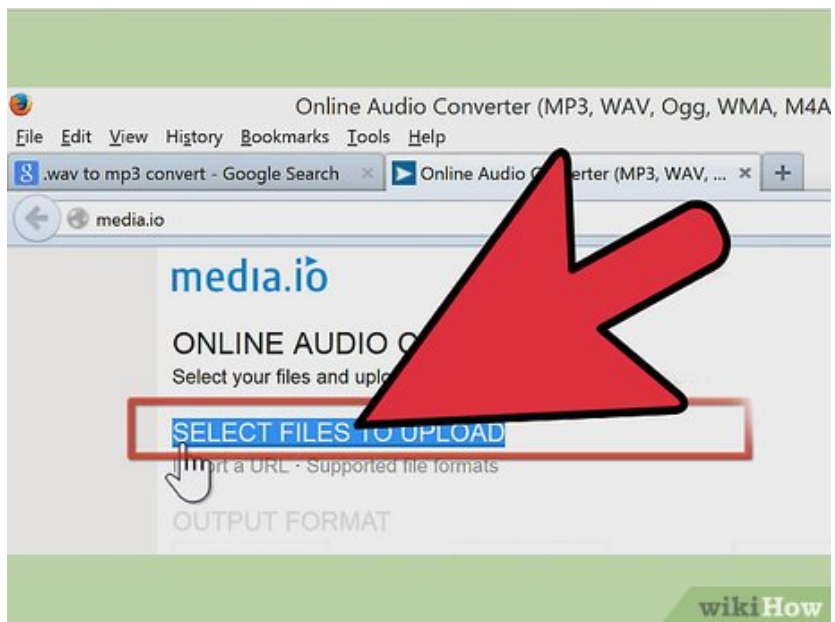 Online Audio Converter (MP3, WAV, Ogg, WMA, M4A
File Edit View History Bookmarks Tools Help
.wav to mp3 convert - Google Search
Online Audio erter (MP3, WAV, ...
media.io
media.io
ONLINE AUDIO
Select your files and uplo
SELECT FILES TO UPLOAD
ort a URL · Supported file formats
OUTPUT FORMAT
wikiHow